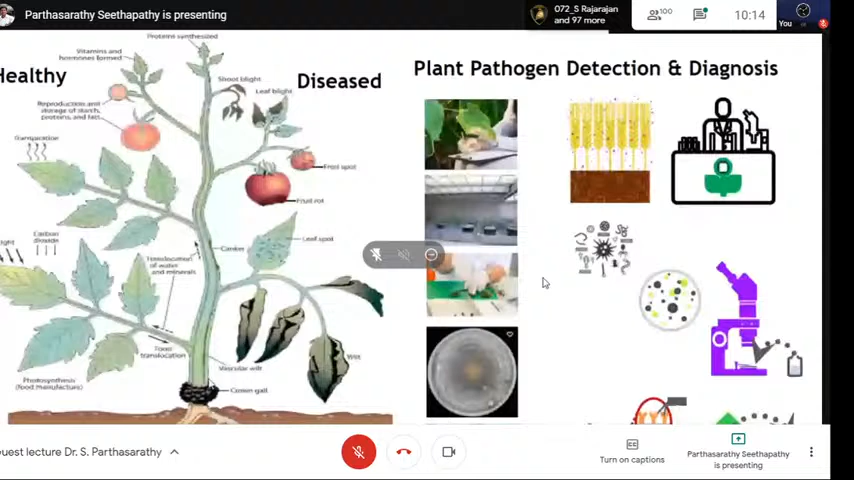 Parthasarathy Seethapathy is presenting
072_S Rajarajan
and 97 more
100
10:14
You
Proteins synthesized
Vitamins and
hormones formed
Healthy
Diseased
Shoot blight
Leaf blight
Reproduction and
storage of starch,
proteins, and fats
Transpiration
Fruit spot
Fruit rot
Leaf spot
Canker
Carbon
dioxide
ight
Translocation
of water
and minerals
Food
translocation
Vascular wilt
Wilt
Photosynthesis
(food manufacture)
Crown gall
Plant Pathogen Detection & Diagnosis
uest lecture Dr. S. Parthasarathy
Turn on captions
Parthasarathy Seethapathy
is presenting